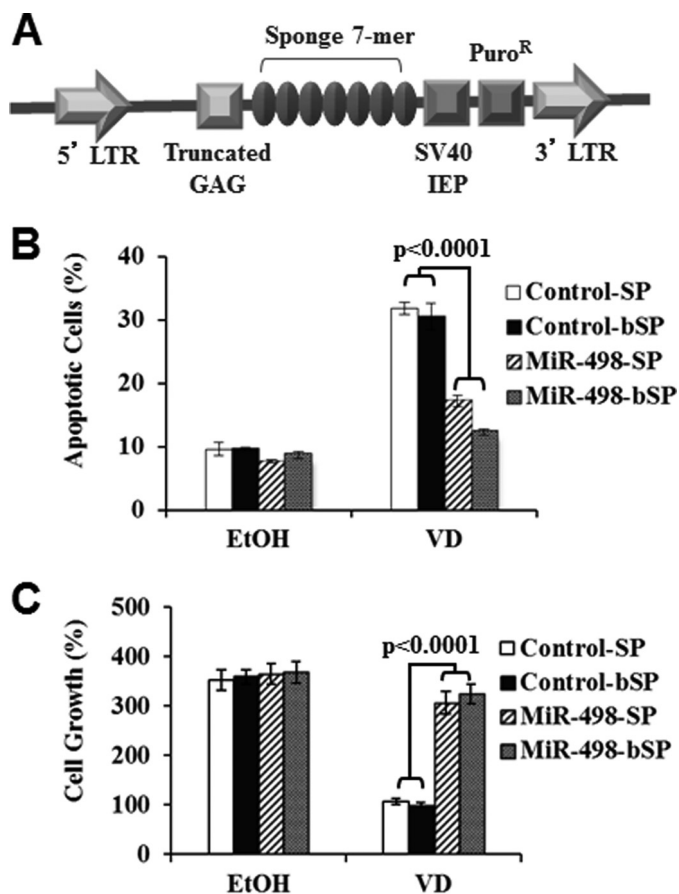 A
Sponge 7-mer
Puro^R
5' LTR
Truncated
GAG
SV40
IEP
3' LTR
B
p<0.0001
Apoptotic Cells (%)
40
30
20
10
0
EtOH
VD
Control-SP
Control-bSP
MiR-498-SP
MiR-498-bSP
C
p<0.0001
Cell Growth (%)
500
400
300
200
100
0
EtOH
VD
Control-SP
Control-bSP
MiR-498-SP
MiR-498-bSP